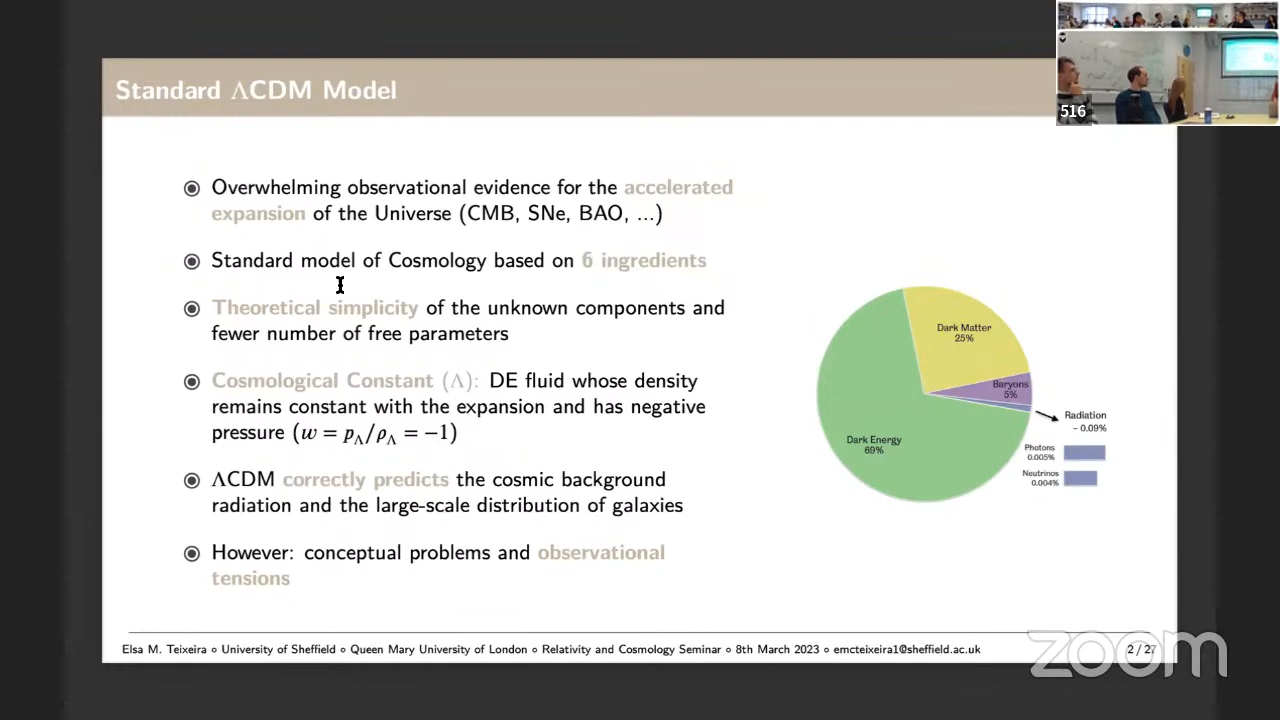 Standard ΛCDM Model
516
Overwhelming observational evidence for the accelerated
expansion of the Universe (CMB, SNe, BAO, ...)
Standard model of Cosmology based on 6 ingredients
Theoretical simplicity of the unknown components and
fewer number of free parameters
Cosmological Constant (Λ): DE fluid whose density
remains constant with the expansion and has negative
pressure (w = p_Λ/ρ_Λ = −1)
ΛCDM correctly predicts the cosmic background
radiation and the large-scale distribution of galaxies
However: conceptual problems and observational
tensions
Dark Matter
25%
Baryons
5%
Radiation
~ 0.09%
Dark Energy
69%
Photons
0.005%
Neutrinos
0.004%
Elsa M. Teixeira ∘ University of Sheffield ∘ Queen Mary University of London ∘ Relativity and Cosmology Seminar ∘ 8th March 2023 ∘ emcteixeira1@sheffield.ac.uk
2 / 27
zoom